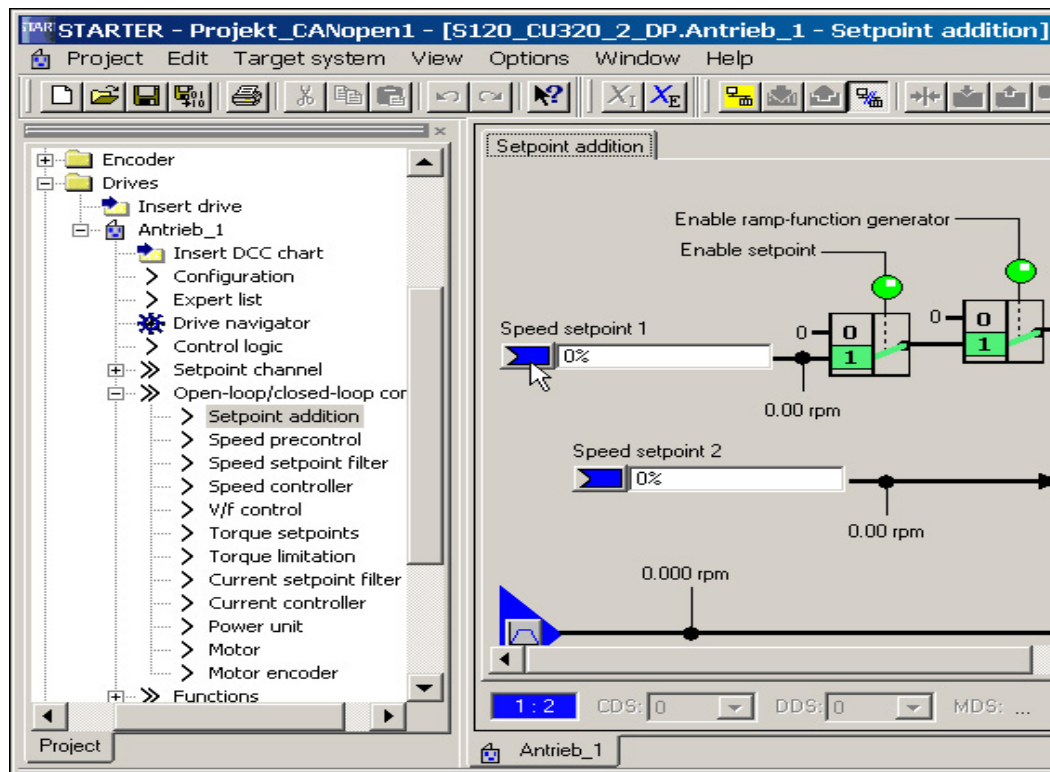 STARTER - Projekt_CANopen1 - [S120_CU320_2_DP.Antrieb_1 - Setpoint addition]
Project Edit Target system View Options Window Help
Encoder
Drives
Insert drive
Antrieb_1
Insert DCC chart
Configuration
Expert list
Drive navigator
Control logic
Setpoint channel
Open-loop/closed-loop cor
Setpoint addition
Speed precontrol
Speed setpoint filter
Speed controller
V/f control
Torque setpoints
Torque limitation
Current setpoint filter
Current controller
Power unit
Motor
Motor encoder
Functions
Project
Setpoint addition
Enable ramp-function generator
Enable setpoint
Speed setpoint 1
0%
0 0
1
0 0
1
0.00 rpm
Speed setpoint 2
0%
0.00 rpm
0.000 rpm
1 : 2 CDS: 0 DDS: 0 MDS: ...
Antrieb_1